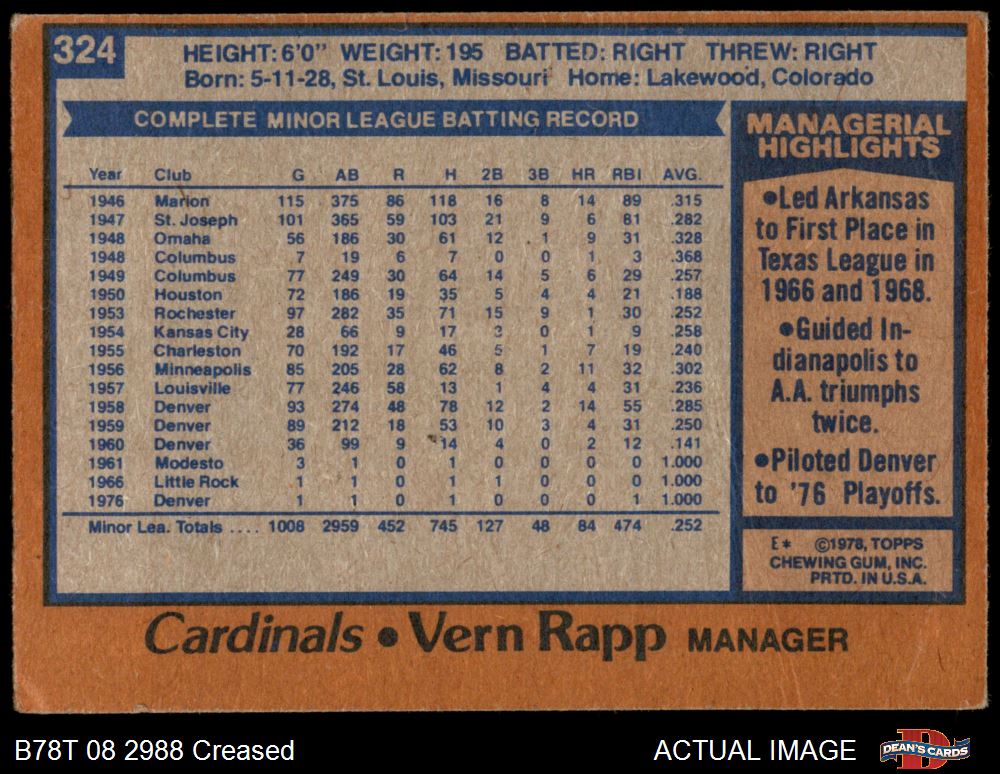 324
HEIGHT: 6'0" WEIGHT: 195 BATTED: RIGHT THREW: RIGHT
Born: 5-11-28, St. Louis, Missouri Home: Lakewood, Colorado
COMPLETE MINOR LEAGUE BATTING RECORD
Year Club G AB R H 2B 3B HR RBI AVG.
1946 Marion 115 375 86 118 16 8 14 89 .315
1947 St. Joseph 101 365 59 103 21 9 6 81 .282
1948 Omaha 56 186 30 61 12 1 9 31 .328
1948 Columbus 7 19 6 7 0 0 1 3 .368
1949 Columbus 77 249 30 64 14 5 6 29 .257
1950 Houston 72 186 19 35 5 4 4 21 .188
1953 Rochester 97 282 35 71 15 9 1 30 .252
1954 Kansas City 28 66 9 17 3 0 1 9 .258
1955 Charleston 70 192 17 46 5 1 7 19 .240
1956 Minneapolis 85 205 28 62 8 2 11 32 .302
1957 Louisville 77 246 58 13 1 4 4 31 .236
1958 Denver 93 274 48 78 12 2 14 55 .285
1959 Denver 89 212 18 53 10 3 4 31 .250
1960 Denver 36 99 9 14 4 0 2 12 .141
1961 Modesto 3 1 0 1 0 0 0 0 1.000
1966 Little Rock 1 1 0 1 1 0 0 0 1.000
1976 Denver 1 1 0 1 0 0 0 1 1.000
Minor Lea. Totals .... 1008 2959 452 745 127 48 84 474 .252
MANAGERIAL
HIGHLIGHTS
●Led Arkansas
to First Place in
Texas League in
1966 and 1968.
●Guided In-
dianapolis to
A.A. triumphs
twice.
●Piloted Denver
to '76 Playoffs.
E* ©1978, TOPPS
CHEWING GUM, INC.
PRTD. IN U.S.A.
Cardinals ● Vern Rapp MANAGER
B78T 08 2988 Creased
ACTUAL IMAGE
DEAN'S CARDS